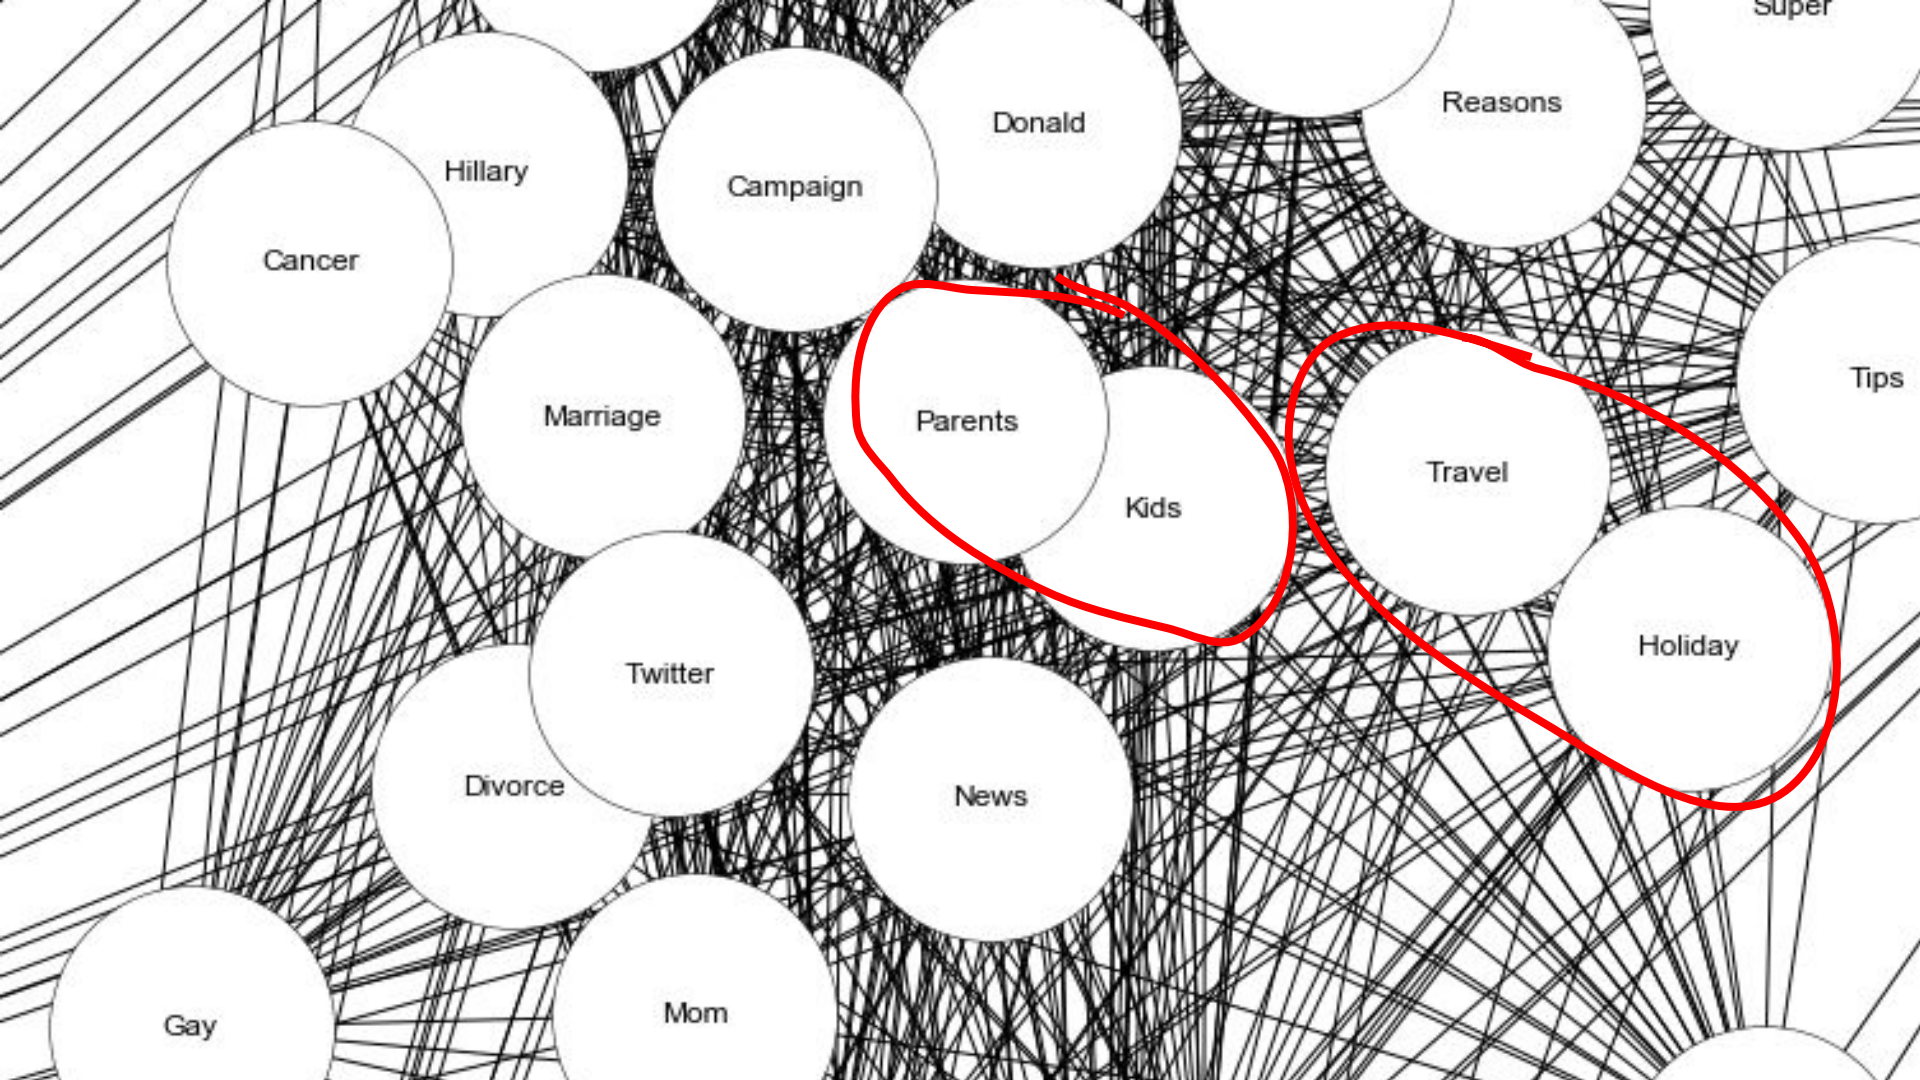 Super
Reasons
Donald
Hillary
Campaign
Cancer
Tips
Marriage
Parents
Travel
Kids
Holiday
Twitter
Divorce
News
Mom
Gay